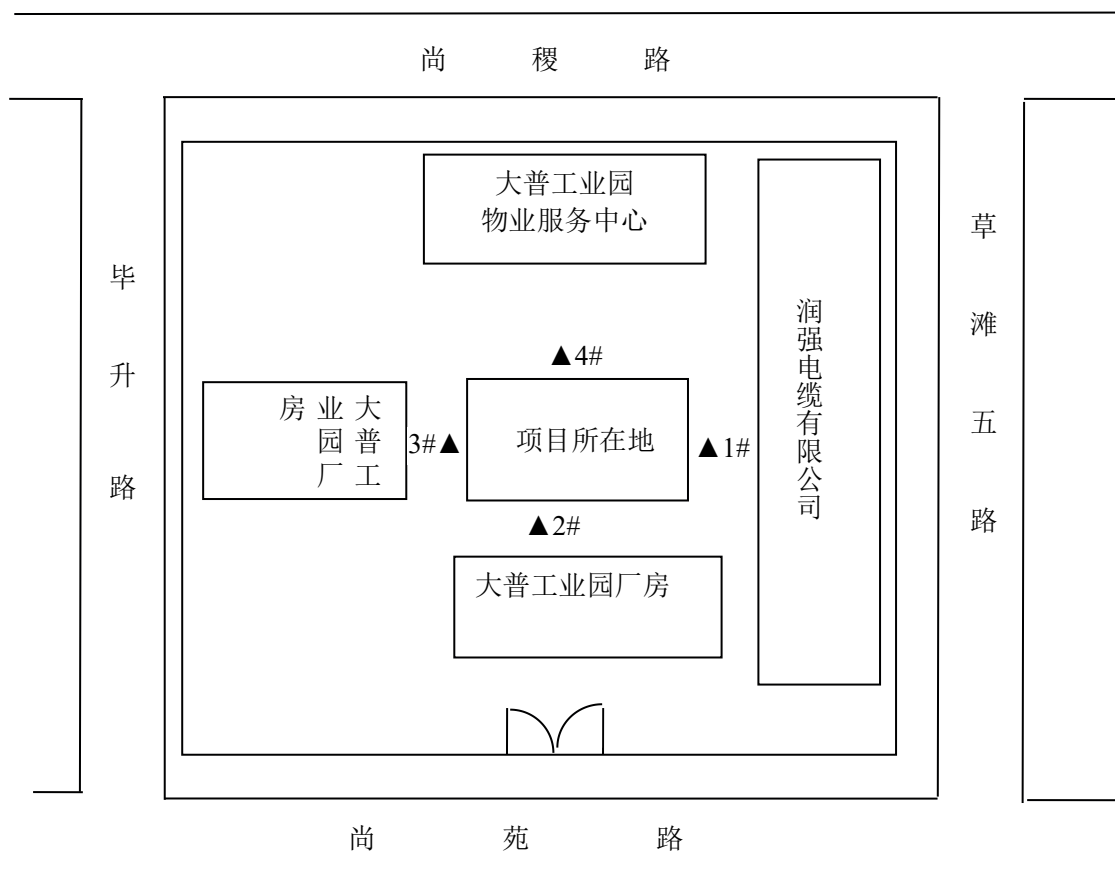 尚稷路
大普工业园
物业服务中心
草滩五路
毕升路
润强电缆有限公司
▲4#
大普工
业园厂
房
3#▲
项目所在地
▲1#
▲2#
大普工业园厂房
尚苑路